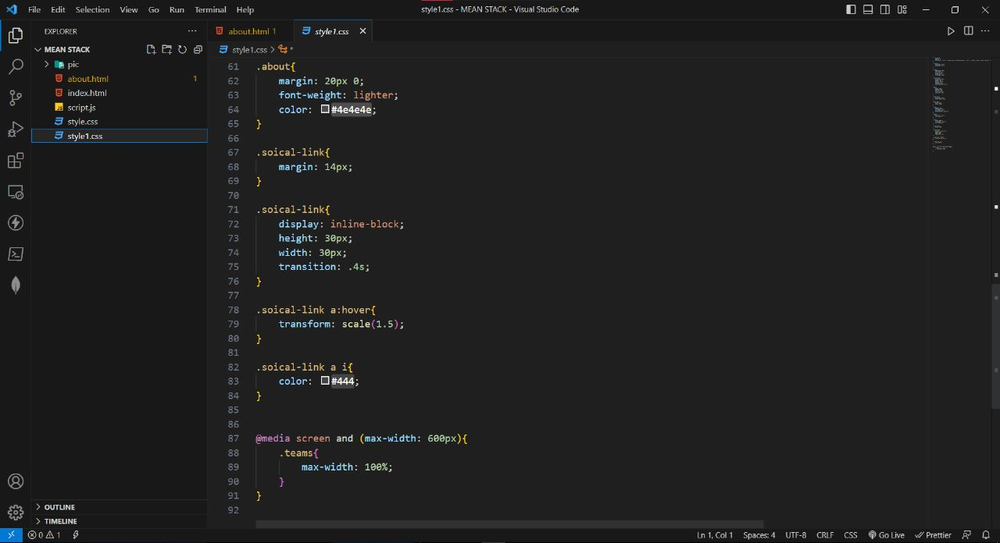 File Edit Selection View Go Run Terminal Help
style1.css - MEAN STACK - Visual Studio Code
EXPLORER
MEAN STACK
pic
about.html 1
index.html
script.js
style.css
style1.css
OUTLINE
TIMELINE
about.html 1
style1.css
style1.css > *
61 .about{
62 margin: 20px 0;
63 font-weight: lighter;
64 color: #4e4e4e;
65 }
66
67 .soical-link{
68 margin: 14px;
69 }
70
71 .soical-link{
72 display: inline-block;
73 height: 30px;
74 width: 30px;
75 transition: .4s;
76 }
77
78 .soical-link a:hover{
79 transform: scale(1.5);
80 }
81
82 .soical-link a i{
83 color: #444;
84 }
85
86
87 @media screen and (max-width: 600px){
88 .teams{
89 max-width: 100%;
90 }
91 }
92
0 1 Ln 1, Col 1 Spaces: 4 UTF-8 CRLF CSS Go Live Prettier